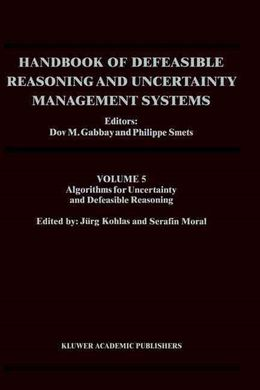 HANDBOOK OF DEFEASIBLE
REASONING AND UNCERTAINTY
MANAGEMENT SYSTEMS
Editors:
Dov M. Gabbay and Philippe Smets
VOLUME 5
Algorithms for Uncertainty
and Defeasible Reasoning
Edited by: Jürg Kohlas and Serafín Moral
KLUWER ACADEMIC PUBLISHERS